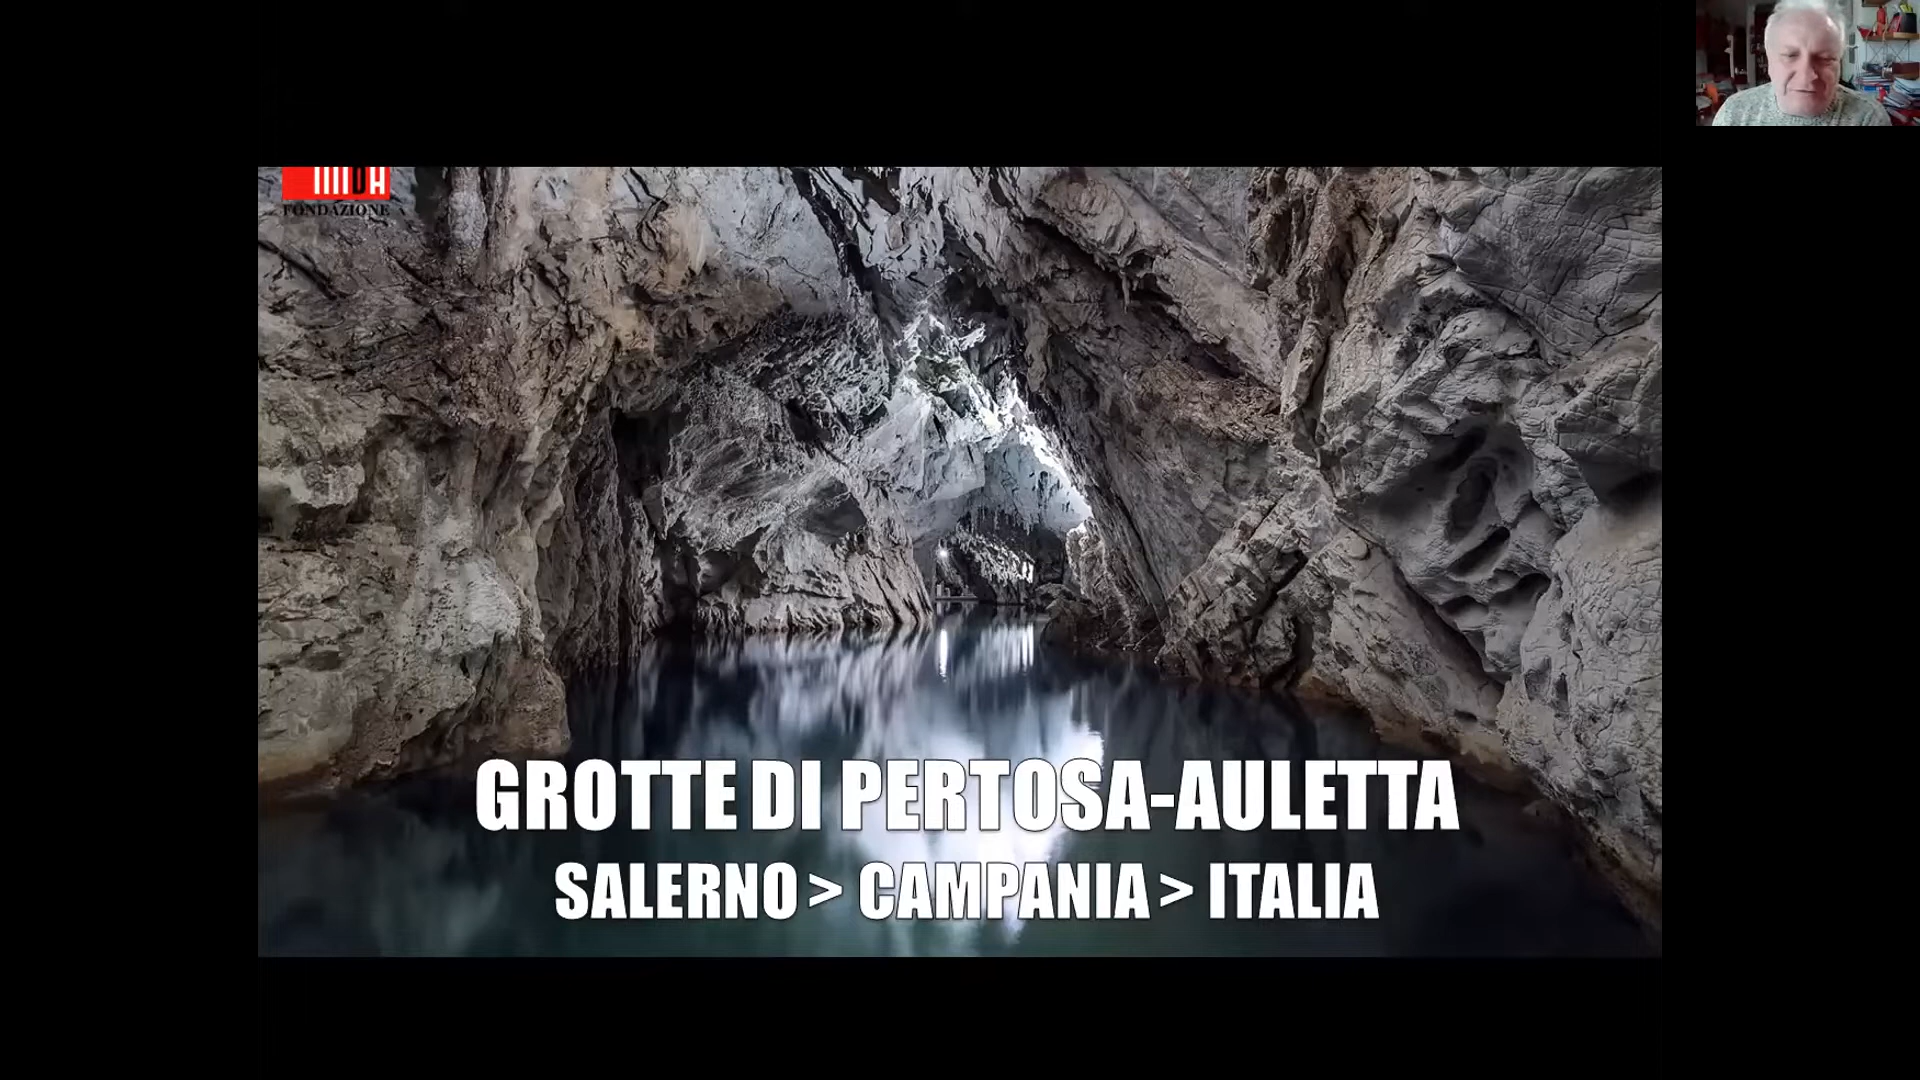 FONDAZIONE
GROTTE DI PERTOSA-AULETTA
SALERNO > CAMPANIA > ITALIA